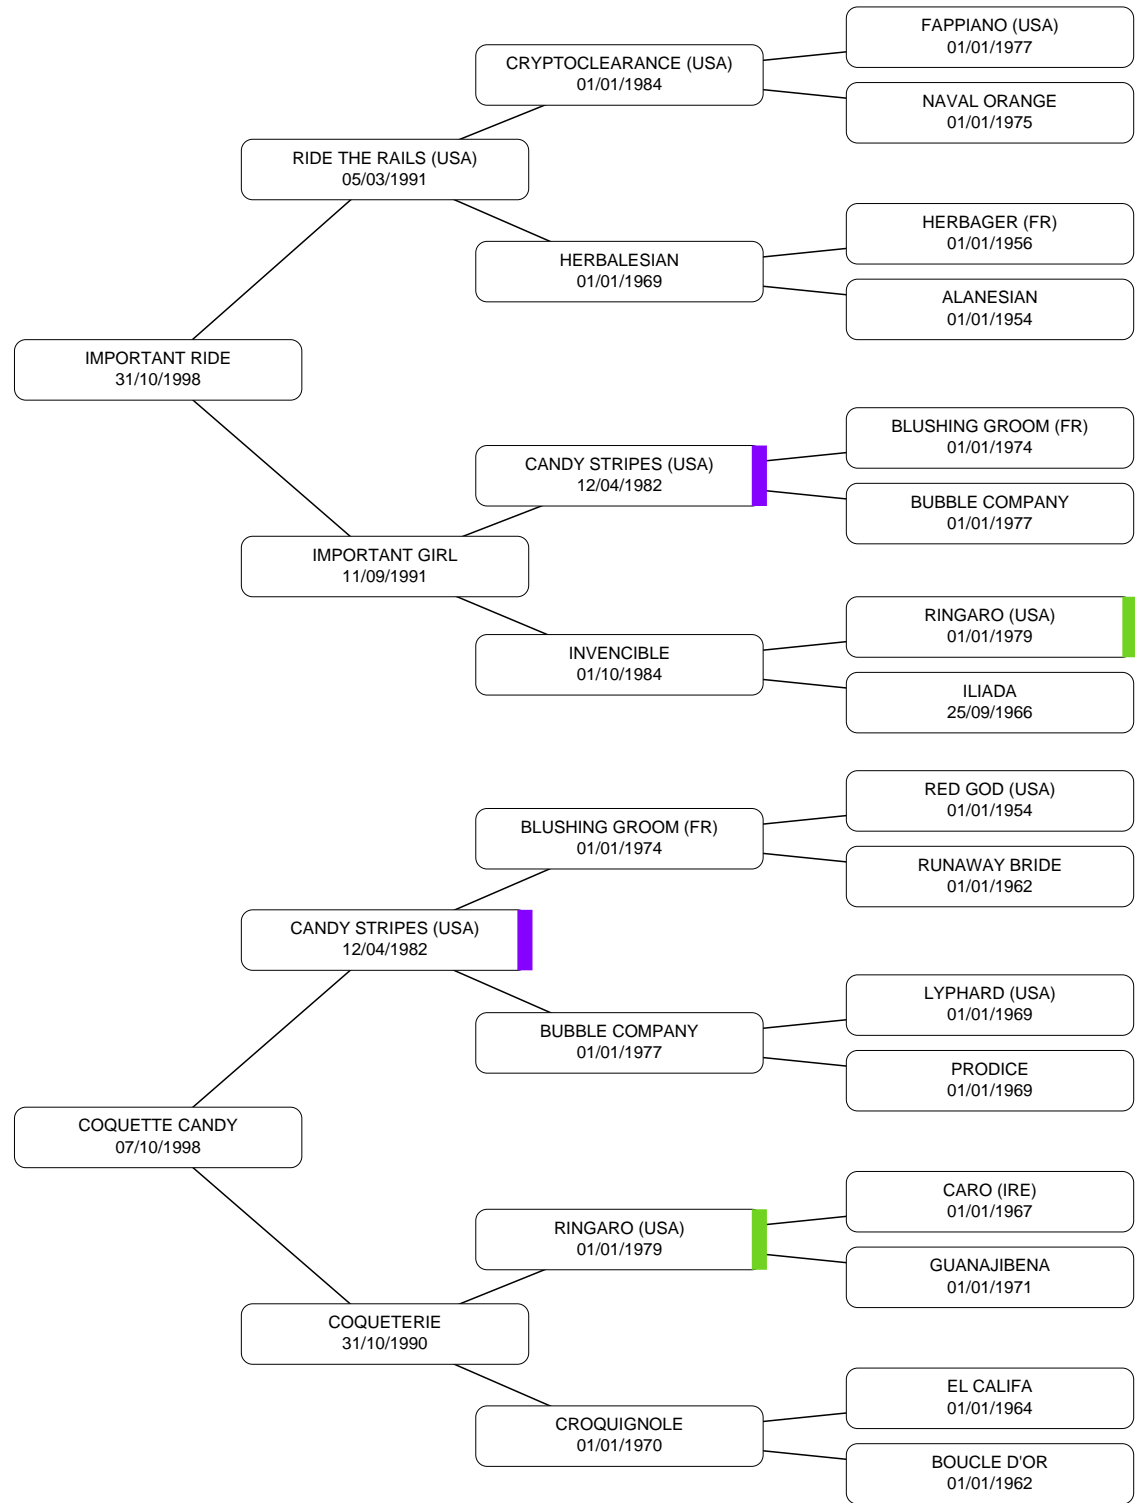 FAPPIANO (USA)
01/01/1977
CRYPTOCLEARANCE (USA)
01/01/1984
NAVAL ORANGE
01/01/1975
RIDE THE RAILS (USA)
05/03/1991
HERBAGER (FR)
01/01/1956
HERBALESIAN
01/01/1969
ALANESIAN
01/01/1954
IMPORTANT RIDE
31/10/1998
BLUSHING GROOM (FR)
01/01/1974
CANDY STRIPES (USA)
12/04/1982
BUBBLE COMPANY
01/01/1977
IMPORTANT GIRL
11/09/1991
RINGARO (USA)
01/01/1979
INVENCIBLE
01/10/1984
ILIADA
25/09/1966
RED GOD (USA)
01/01/1954
BLUSHING GROOM (FR)
01/01/1974
RUNAWAY BRIDE
01/01/1962
CANDY STRIPES (USA)
12/04/1982
LYPHARD (USA)
01/01/1969
BUBBLE COMPANY
01/01/1977
PRODICE
01/01/1969
COQUETTE CANDY
07/10/1998
CARO (IRE)
01/01/1967
RINGARO (USA)
01/01/1979
GUANAJIBENA
01/01/1971
COQUETERIE
31/10/1990
EL CALIFA
01/01/1964
CROQUIGNOLE
01/01/1970
BOUCLE D'OR
01/01/1962